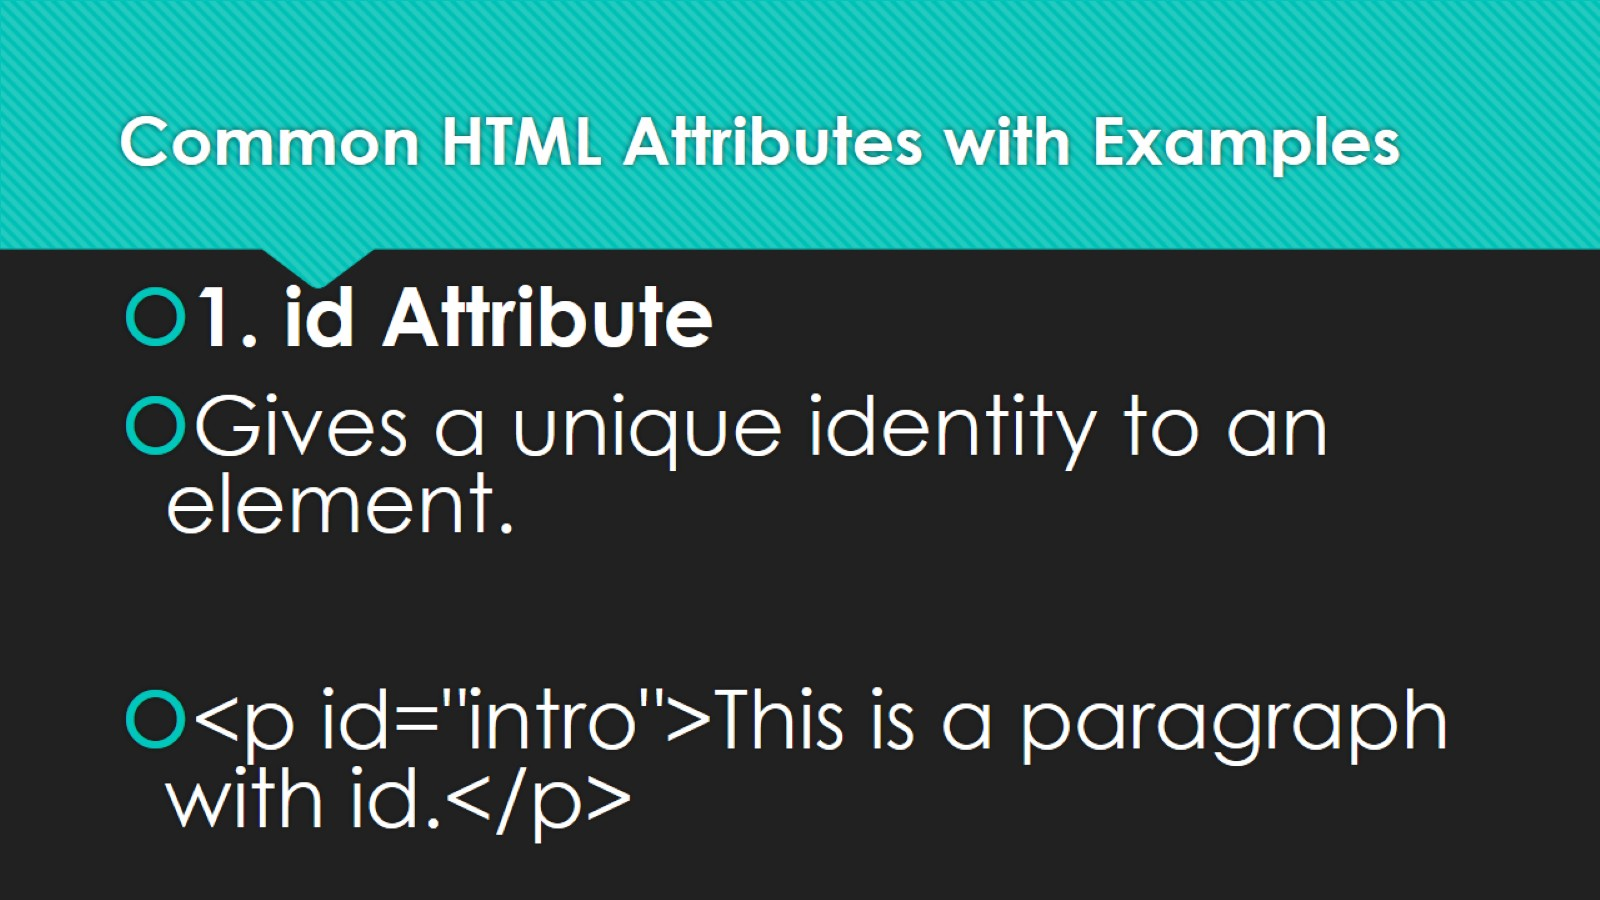 Common HTML Attributes with Examples
1. id Attribute
Gives a unique identity to an
element.
<p id="intro">This is a paragraph
with id.</p>